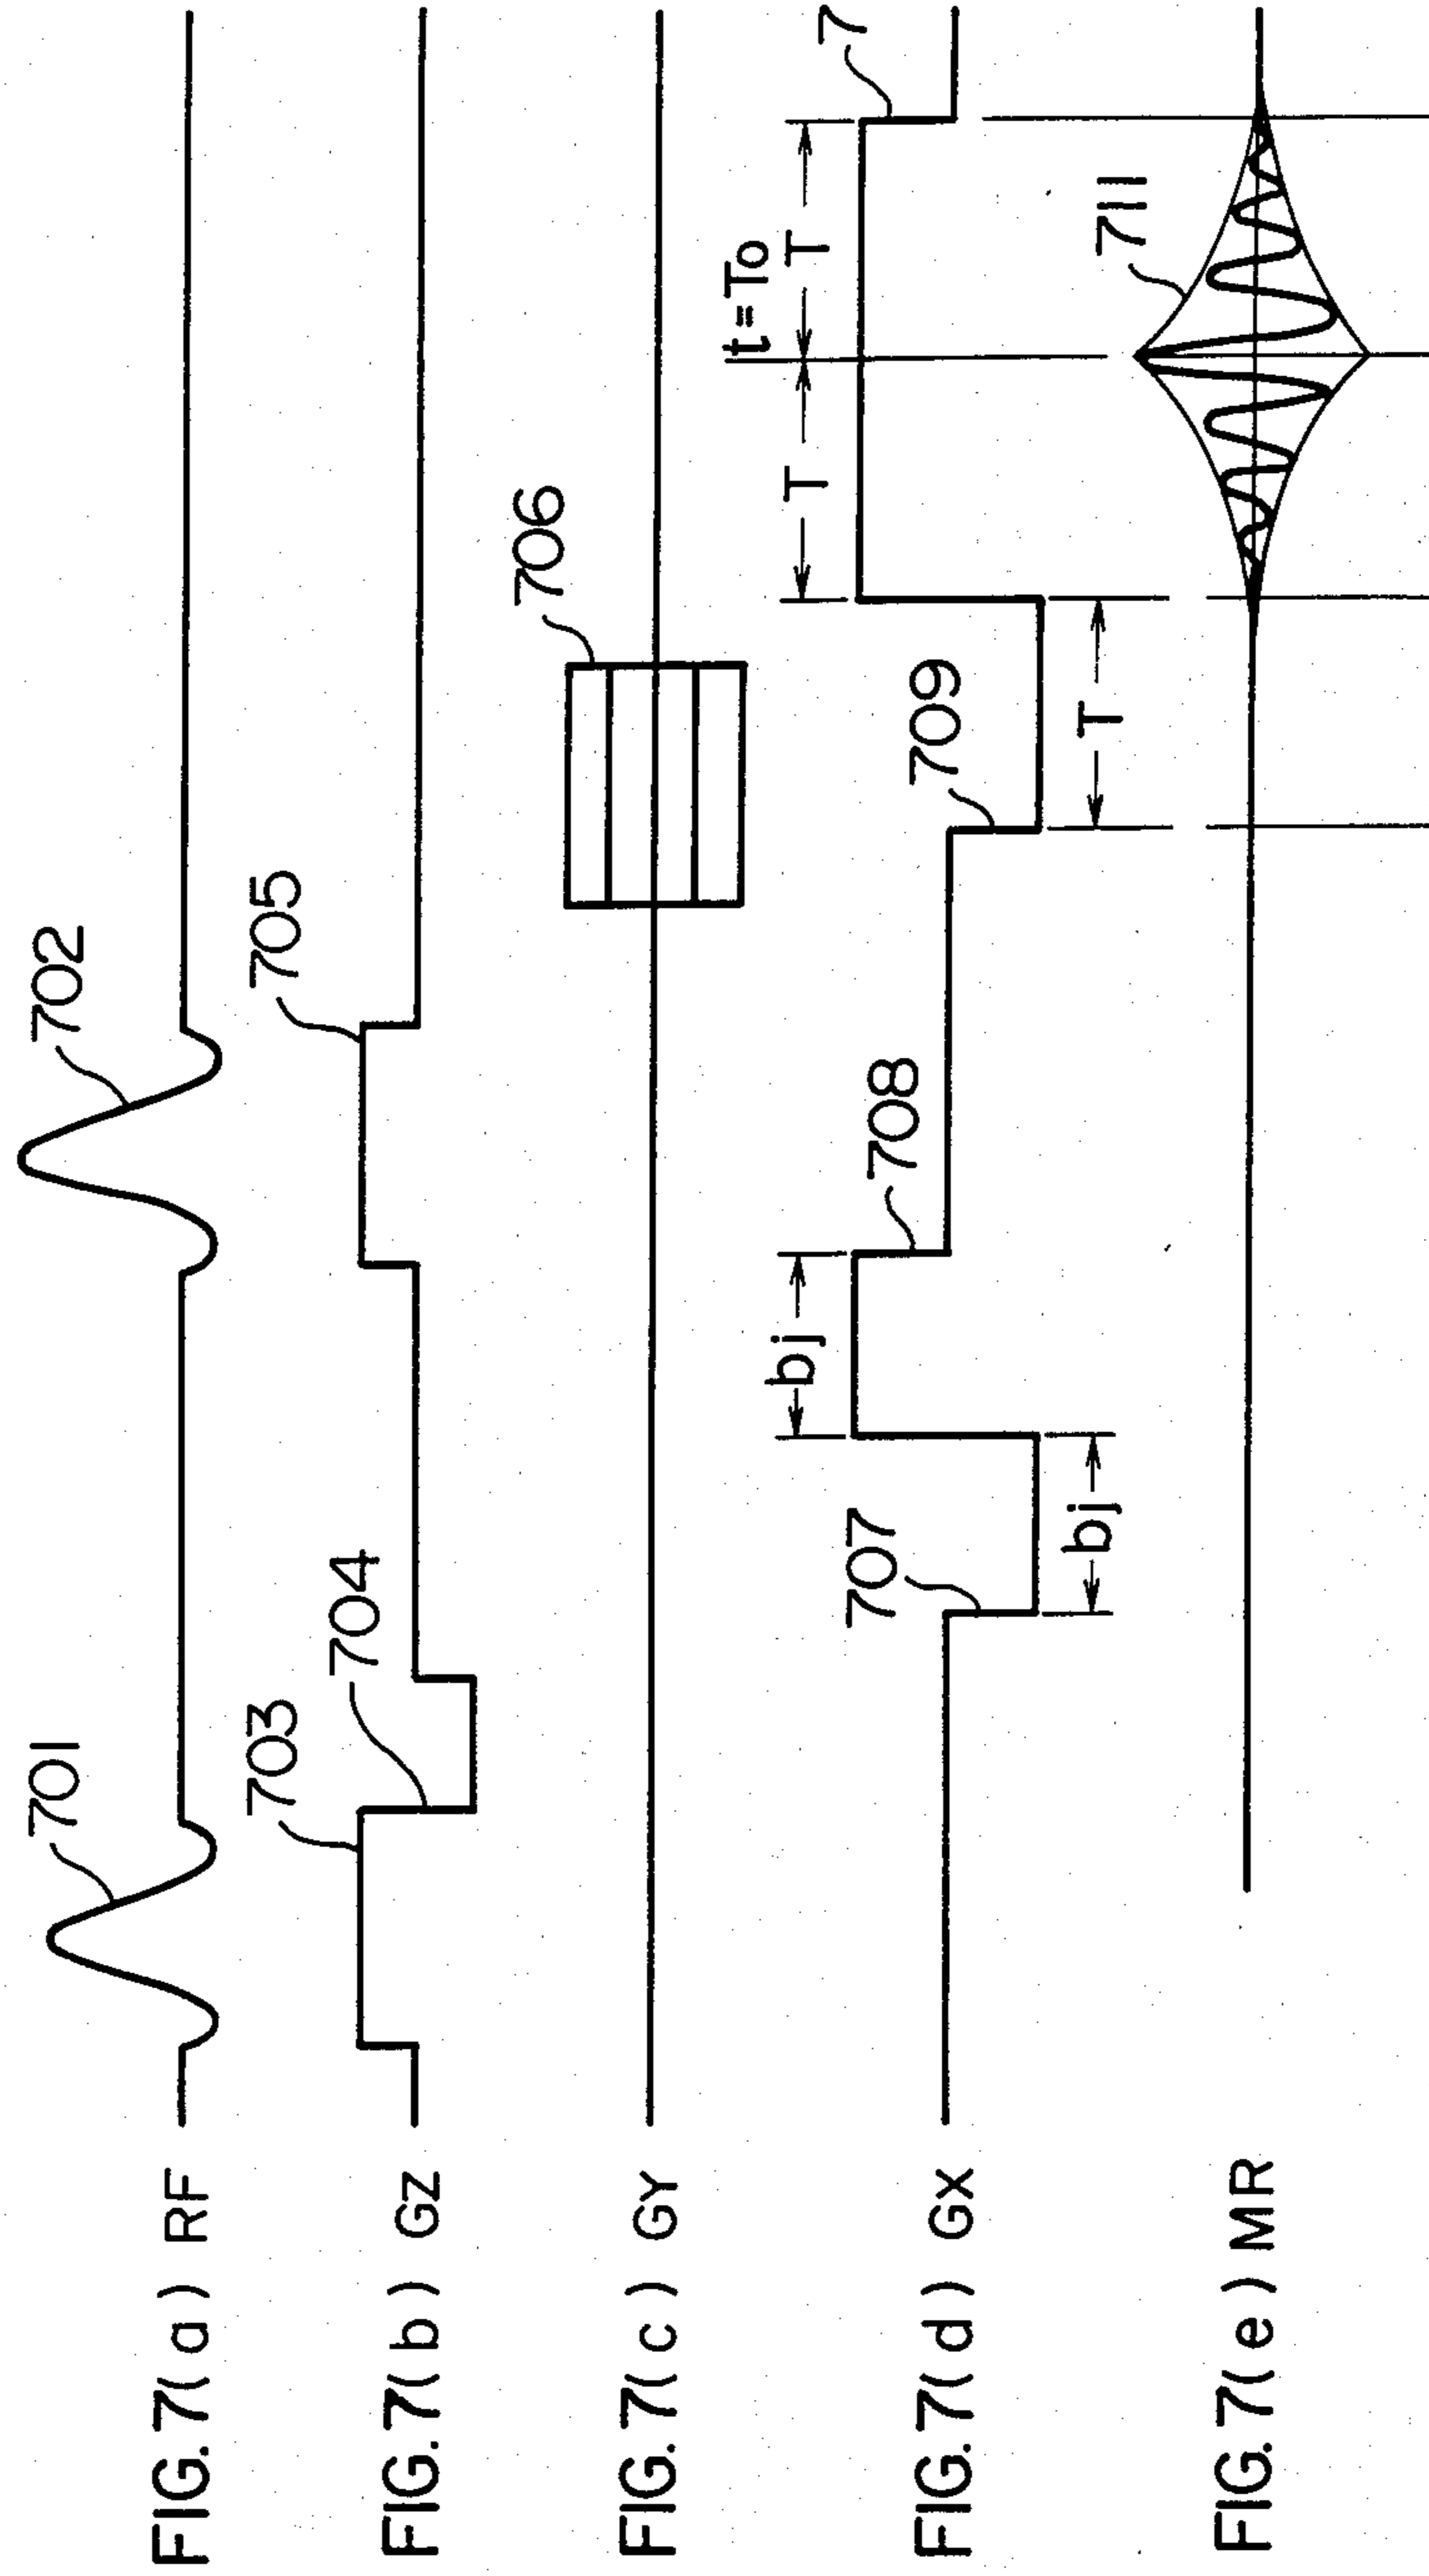 701
702
FIG. 7(a) RF
703
704
705
FIG. 7(b) GZ
706
FIG. 7(c) GY
t=To
bj
T
T
7
707
708
709
bj
T
FIG. 7(d) GX
711
FIG. 7(e) MR